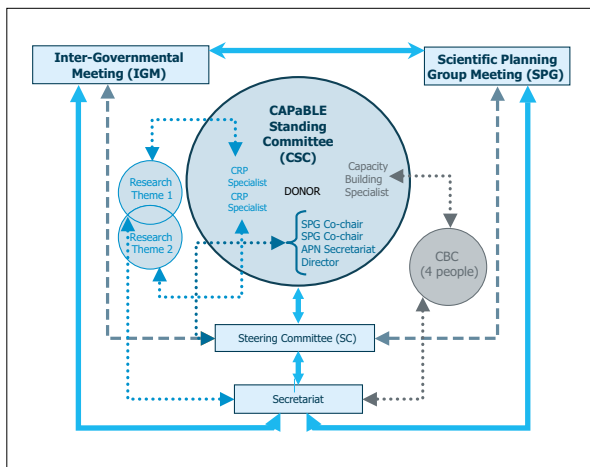 Inter-Governmental
Meeting (IGM)
Scientific Planning
Group Meeting (SPG)
CAPaBLE
Standing
Committee
(CSC)
CRP
Specialist
CRP
Specialist
DONOR
Capacity
Building
Specialist
Research
Theme 1
Research
Theme 2
SPG Co-chair
SPG Co-chair
APN Secretariat
Director
CBC
(4 people)
Steering Committee (SC)
Secretariat